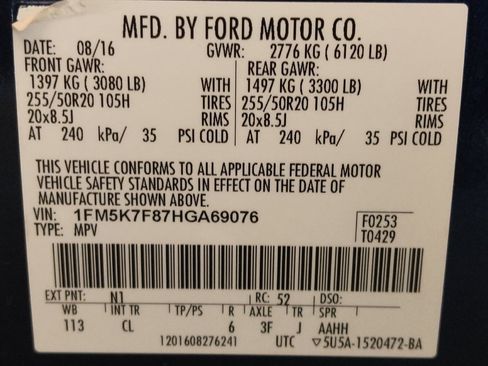 MFD. BY FORD MOTOR CO.
DATE: 08/16 GVWR: 2776 KG (6120 LB)
FRONT GAWR: REAR GAWR:
1397 KG (3080 LB) WITH 1497 KG (3300 LB) WITH
255/50R20 105H TIRES 255/50R20 105H TIRES
20x8.5J RIMS 20x8.5J RIMS
AT 240 kPa/ 35 PSI COLD AT 240 kPa/ 35 PSI COLD
THIS VEHICLE CONFORMS TO ALL APPLICABLE FEDERAL MOTOR
VEHICLE SAFETY STANDARDS IN EFFECT ON THE DATE OF
MANUFACTURE SHOWN ABOVE.
VIN: 1FM5K7F87HGA69076 F0253
TYPE: MPV T0429
EXT PNT: N1 RC: 52 DSO:
WB INT TR TP/PS R AXLE TR SPR
113 CL 6 3F J AAHH
1201608276241 UTC ▽5U5A-1520472-BA